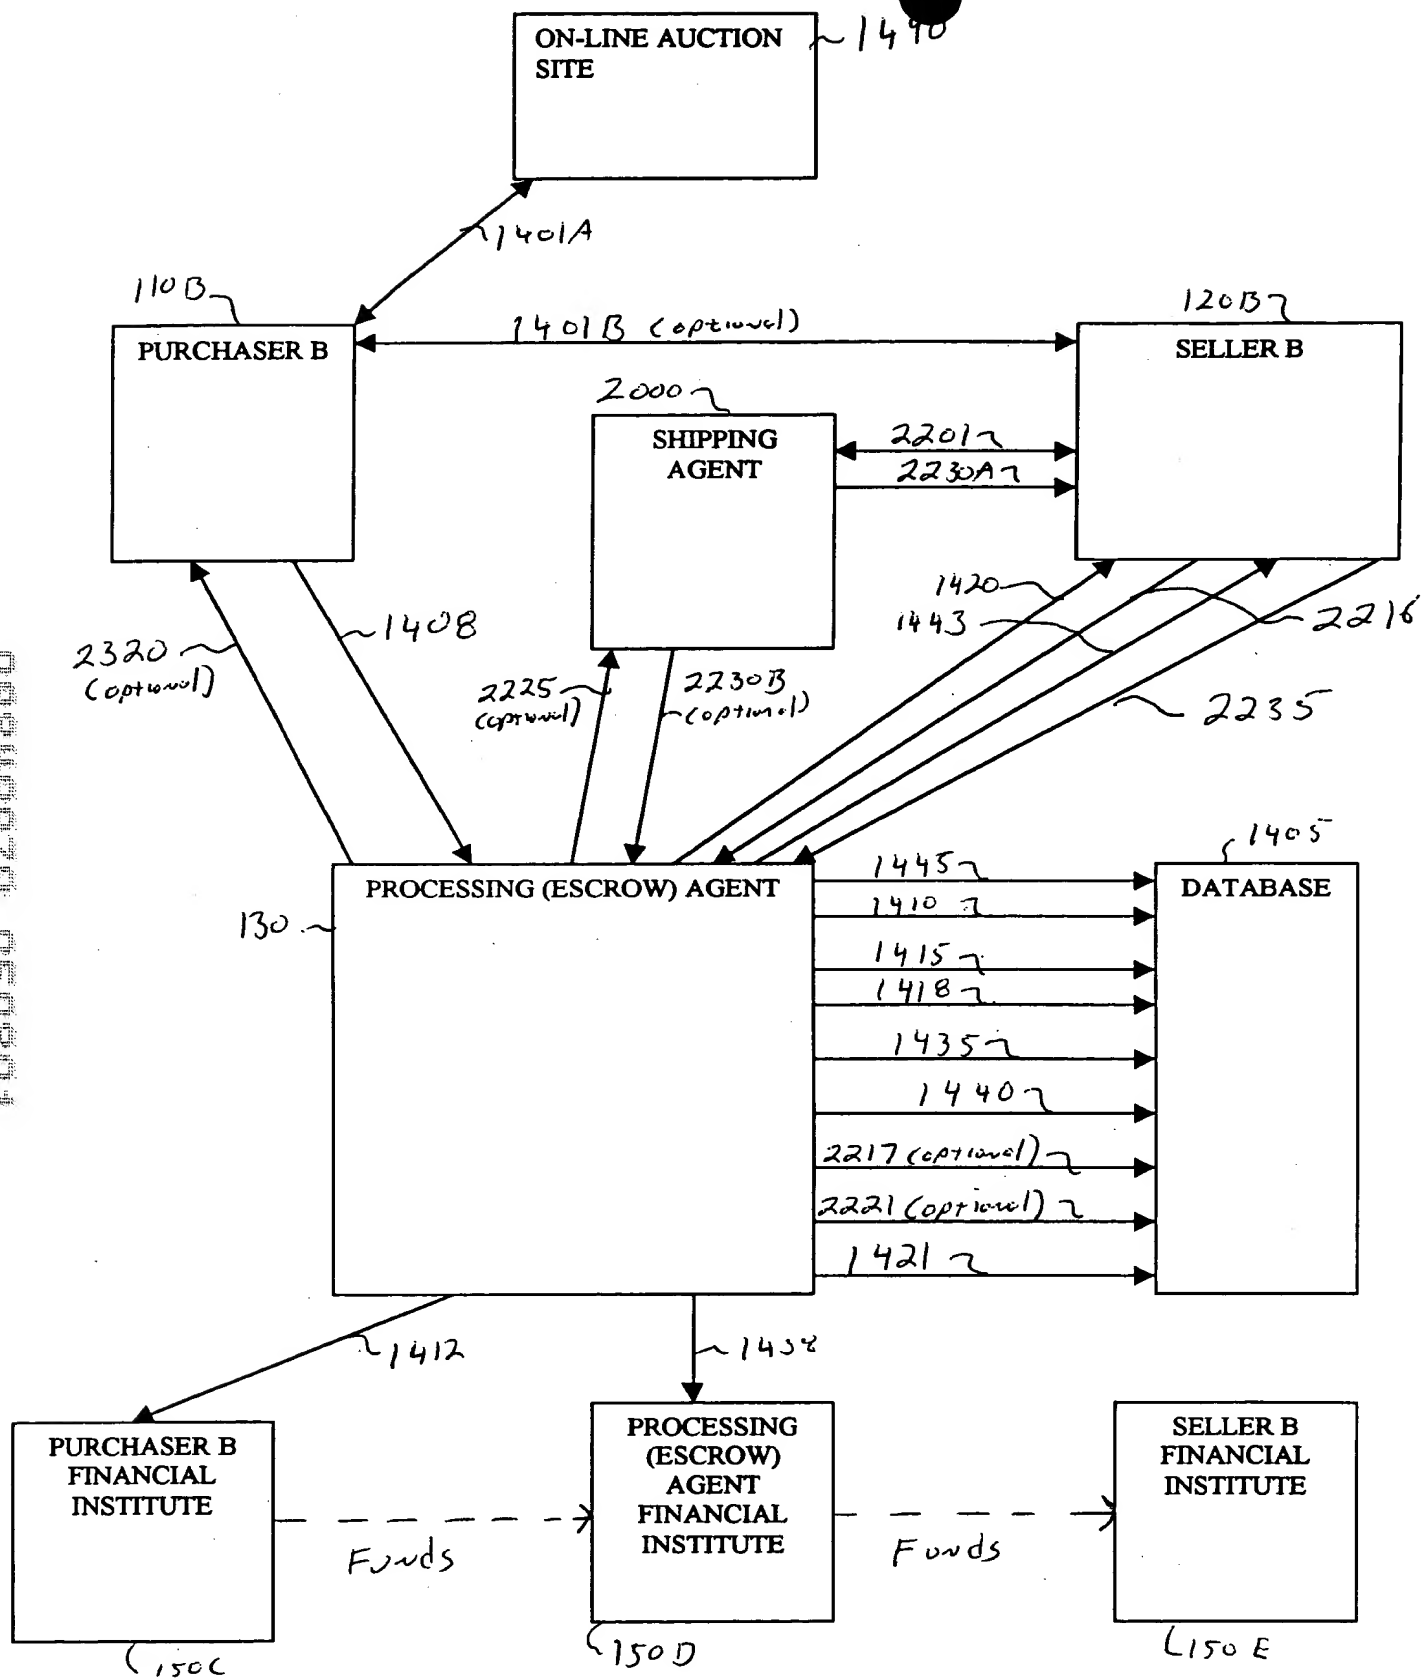 ON-LINE AUCTION
SITE
1401A
110B
PURCHASER B
1401B (optional)
120B
SELLER B
2000
SHIPPING
AGENT
2201
2230A
1420
1443
2216
2235
2320
(optional)
1408
2225
(optional)
2230B
(optional)
130
PROCESSING (ESCROW) AGENT
1405
DATABASE
1445
1410
1415
1418
1435
1440
2217 (optional)
2221 (optional)
1421
1412
PURCHASER B
FINANCIAL
INSTITUTE
PROCESSING
(ESCROW)
AGENT
FINANCIAL
INSTITUTE
SELLER B
FINANCIAL
INSTITUTE
Funds
Funds
150C
150D
150E